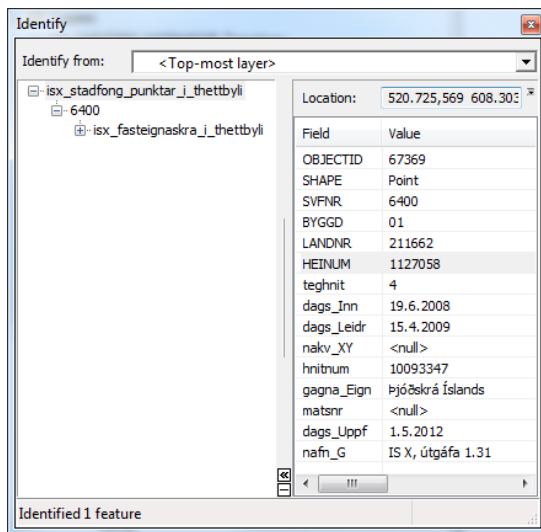 Identify
Identify from: <Top-most layer>
isx_stadfong_punktar_i_thettbyli
6400
isx_fasteignaskra_i_thettbyli
Location: 520.725,569 608.303
Field Value
OBJECTID 67369
SHAPE Point
SVFNR 6400
BYGGD 01
LANDNR 211662
HEINUM 1127058
teghnit 4
dags_Inn 19.6.2008
dags_Leidr 15.4.2009
nakv_XY <null>
hnitnum 10093347
gagna_Eign Þjóðskrá Íslands
matsnr <null>
dags_Uppf 1.5.2012
nafn_G IS X, útgáfa 1.31
Identified 1 feature